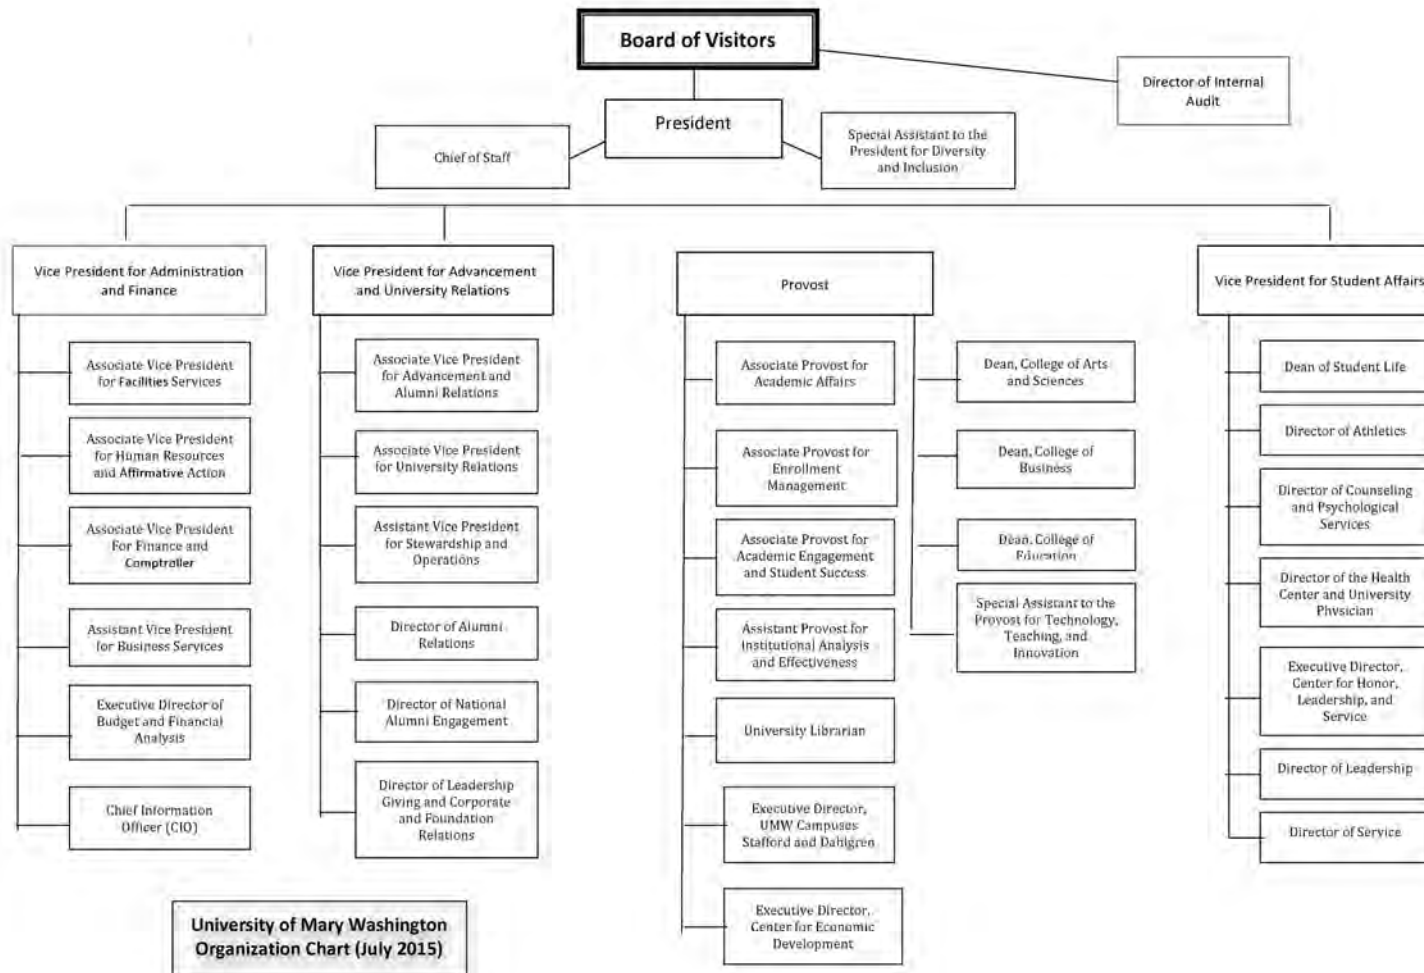 Board of Visitors
Director of Internal
Audit
President
Chief of Staff
Special Assistant to the
President for Diversity
and Inclusion
Vice President for Administration
and Finance
Associate Vice President
for Facilities Services
Associate Vice President
for Human Resources
and Affirmative Action
Associate Vice President
For Finance and
Comptroller
Assistant Vice President
for Business Services
Executive Director of
Budget and Financial
Analysis
Chief Information
Officer (CIO)
Vice President for Advancement
and University Relations
Associate Vice President
for Advancement and
Alumni Relations
Associate Vice President
for University Relations
Assistant Vice President
for Stewardship and
Operations
Director of Alumni
Relations
Director of National
Alumni Engagement
Director of Leadership
Giving and Corporate
and Foundation
Relations
Provost
Associate Provost for
Academic Affairs
Associate Provost for
Enrollment
Management
Associate Provost for
Academic Engagement
and Student Success
Assistant Provost for
Institutional Analysis
and Effectiveness
University Librarian
Executive Director,
UMW Campuses
Stafford and Dahlgren
Executive Director,
Center for Economic
Development
Dean, College of Arts
and Sciences
Dean, College of
Business
Dean, College of
Education
Special Assistant to the
Provost for Technology,
Teaching, and
Innovation
Vice President for Student Affairs
Dean of Student Life
Director of Athletics
Director of Counseling
and Psychological
Services
Director of the Health
Center and University
Physician
Executive Director,
Center for Honor,
Leadership, and
Service
Director of Leadership
Director of Service
University of Mary Washington
Organization Chart (July 2015)